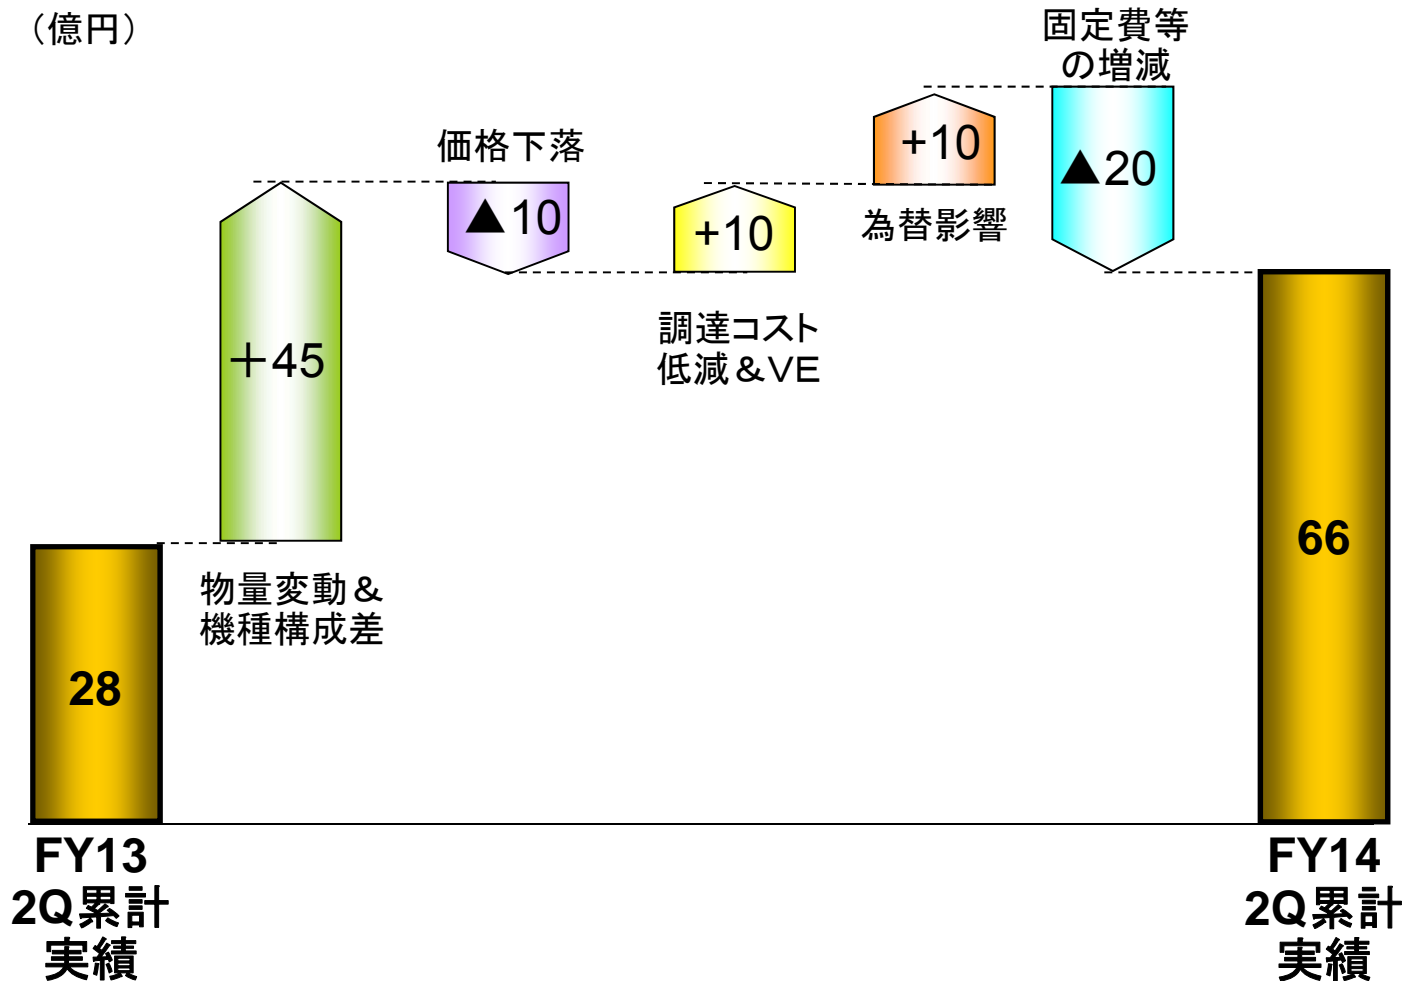 （億円）
固定費等
の増減
価格下落
+10
▲20
▲10
+10
為替影響
調達コスト
低減＆VE
＋45
物量変動＆
機種構成差
28
66
FY13
2Q累計
実績
FY14
2Q累計
実績